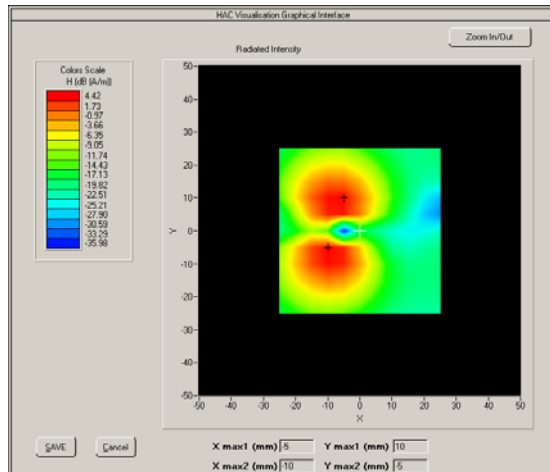 HAC Visualisation Graphical Interface
Zoom In/Out
Radiated Intensity
Colors Scale
H (dB (A/m))
4.42
1.73
-0.97
-3.66
-6.35
-9.05
-11.74
-14.43
-17.13
-19.82
-22.51
-25.21
-27.90
-30.59
-33.29
-35.98
Y
50
40
30
20
10
0
-10
-20
-30
-40
-50
-50 -40 -30 -20 -10 0 10 20 30 40 50
X
SAVE Cancel
X max1 (mm) -5 Y max1 (mm) 10
X max2 (mm) -10 Y max2 (mm) -5